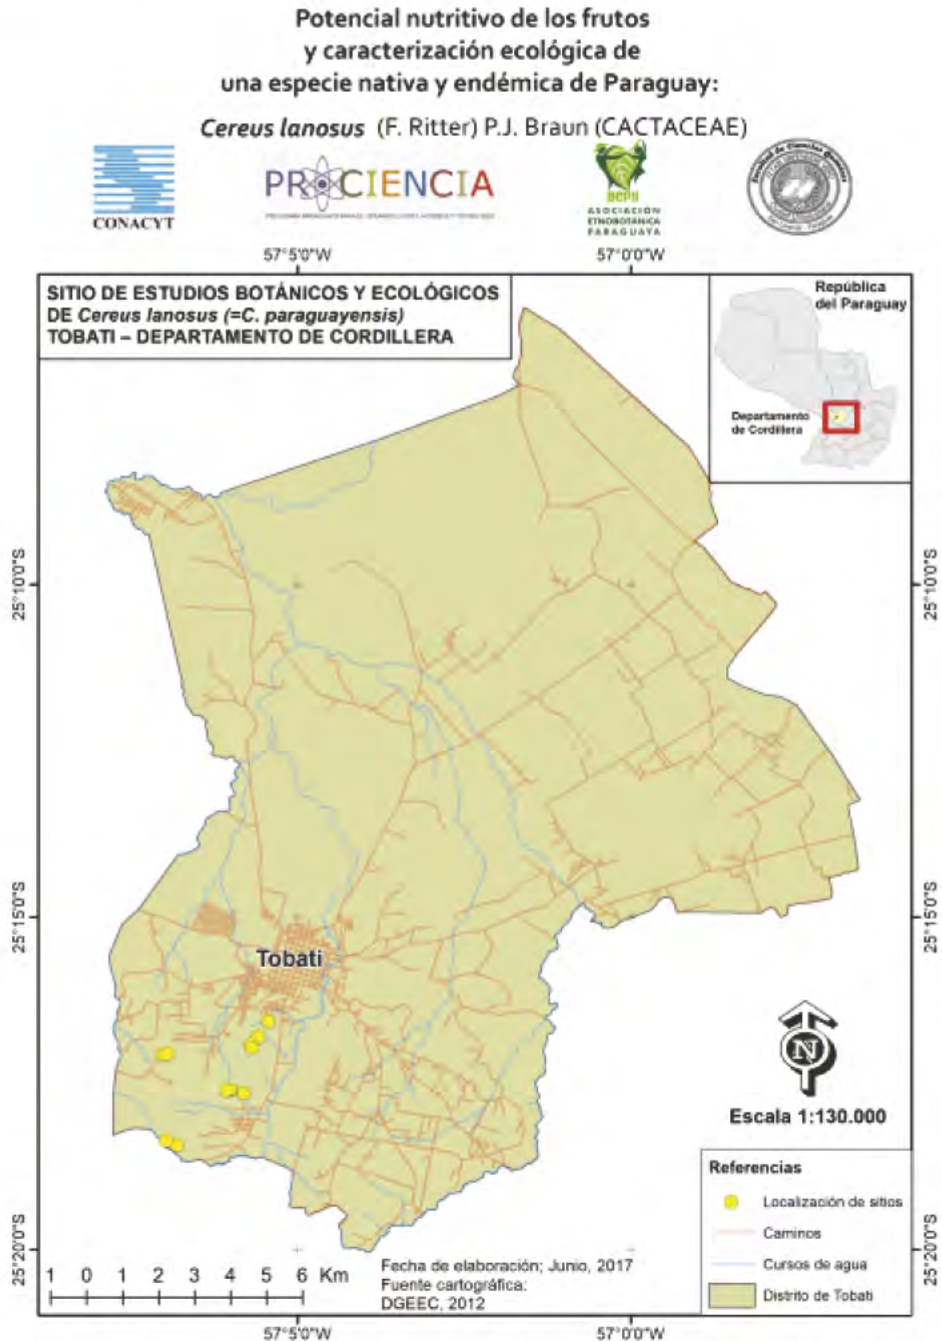 Potencial nutritivo de los frutos
y caracterización ecológica de
una especie nativa y endémica de Paraguay:
Cereus lanosus (F. Ritter) P.J. Braun (CACTACEAE)
CONACYT
PROCIENCIA
ASOCIACIÓN
ETNOBOTÁNICA
PARAGUAYA
57°5'0"W
57°0'0"W
SITIO DE ESTUDIOS BOTÁNICOS Y ECOLÓGICOS
DE Cereus lanosus (=C. paraguayensis)
TOBATI – DEPARTAMENTO DE CORDILLERA
República
del Paraguay
Departamento
de Cordillera
25°10'0"S
25°10'0"S
25°15'0"S
25°15'0"S
Tobati
N
Escala 1:130.000
Referencias
Localización de sitios
Caminos
Cursos de agua
Distrito de Tobati
25°20'0"S
25°20'0"S
1 0 1 2 3 4 5 6 Km
Fecha de elaboración; Junio, 2017
Fuente cartográfica:
DGEEC, 2012
57°5'0"W
57°0'0"W